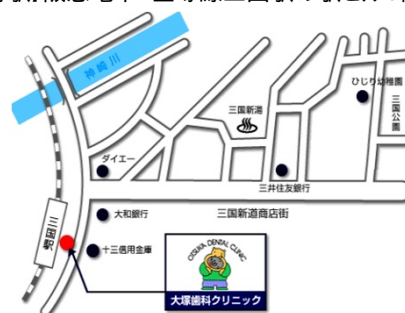 神崎川
ひじり幼稚園
三国公園
三国新湯
ダイエー
三井住友銀行
大和銀行
三国新道商店街
三国駅
十三信用金庫
OTSUKA DENTAL CLINIC
大塚歯科クリニック